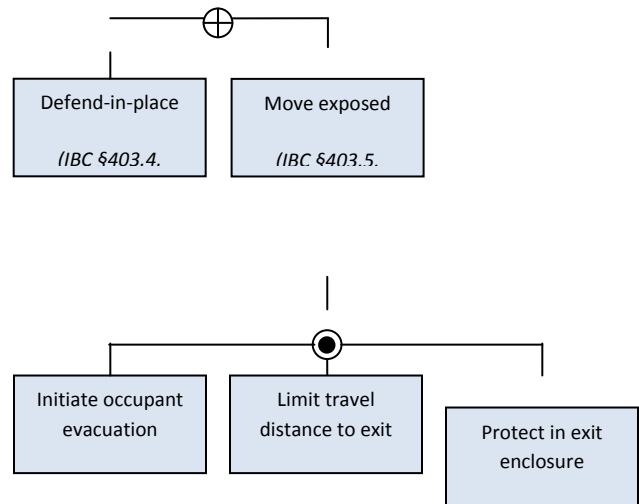 Defend-in-place
(IBC §403.4.
Move exposed
(IBC §403.5.
Initiate occupant
evacuation
Limit travel
distance to exit
Protect in exit
enclosure